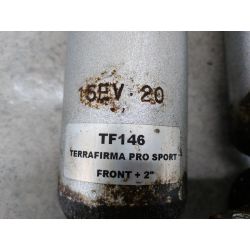 15EV 20
TF146
TERRAFIRMA PRO SPORT
FRONT + 2"